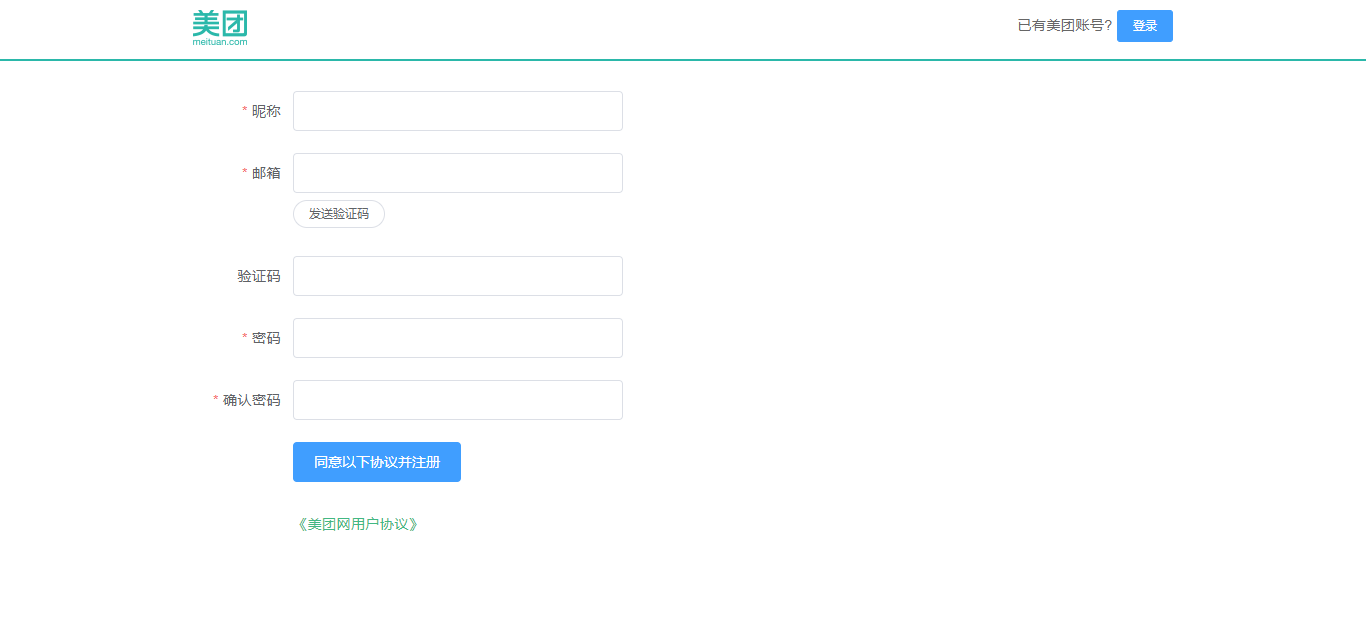 美团
meituan.com
已有美团账号? 登录
* 昵称
* 邮箱
发送验证码
验证码
* 密码
* 确认密码
同意以下协议并注册
《美团网用户协议》